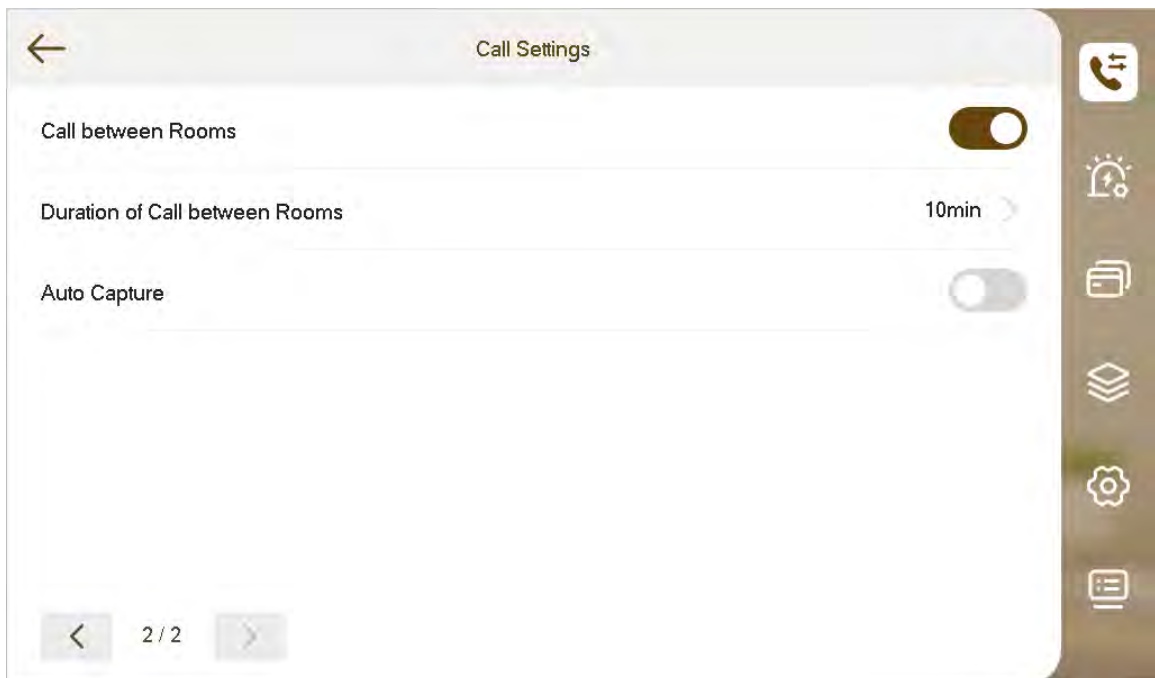 Call Settings
Call between Rooms
Duration of Call between Rooms 10min
Auto Capture
2 / 2